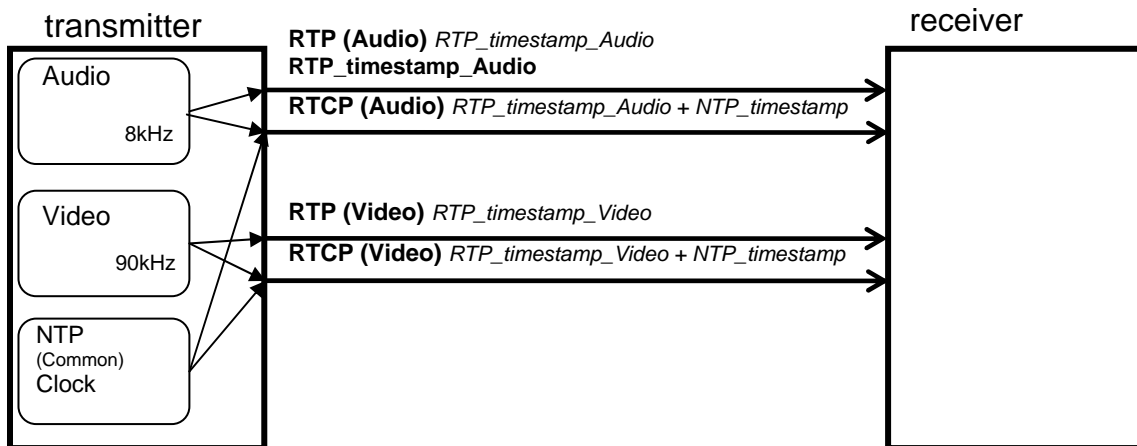 transmitter
receiver
Audio
8kHz
RTP (Audio) RTP_timestamp_Audio
RTP_timestamp_Audio
RTCP (Audio) RTP_timestamp_Audio + NTP_timestamp
Video
90kHz
RTP (Video) RTP_timestamp_Video
RTCP (Video) RTP_timestamp_Video + NTP_timestamp
NTP
(Common)
Clock